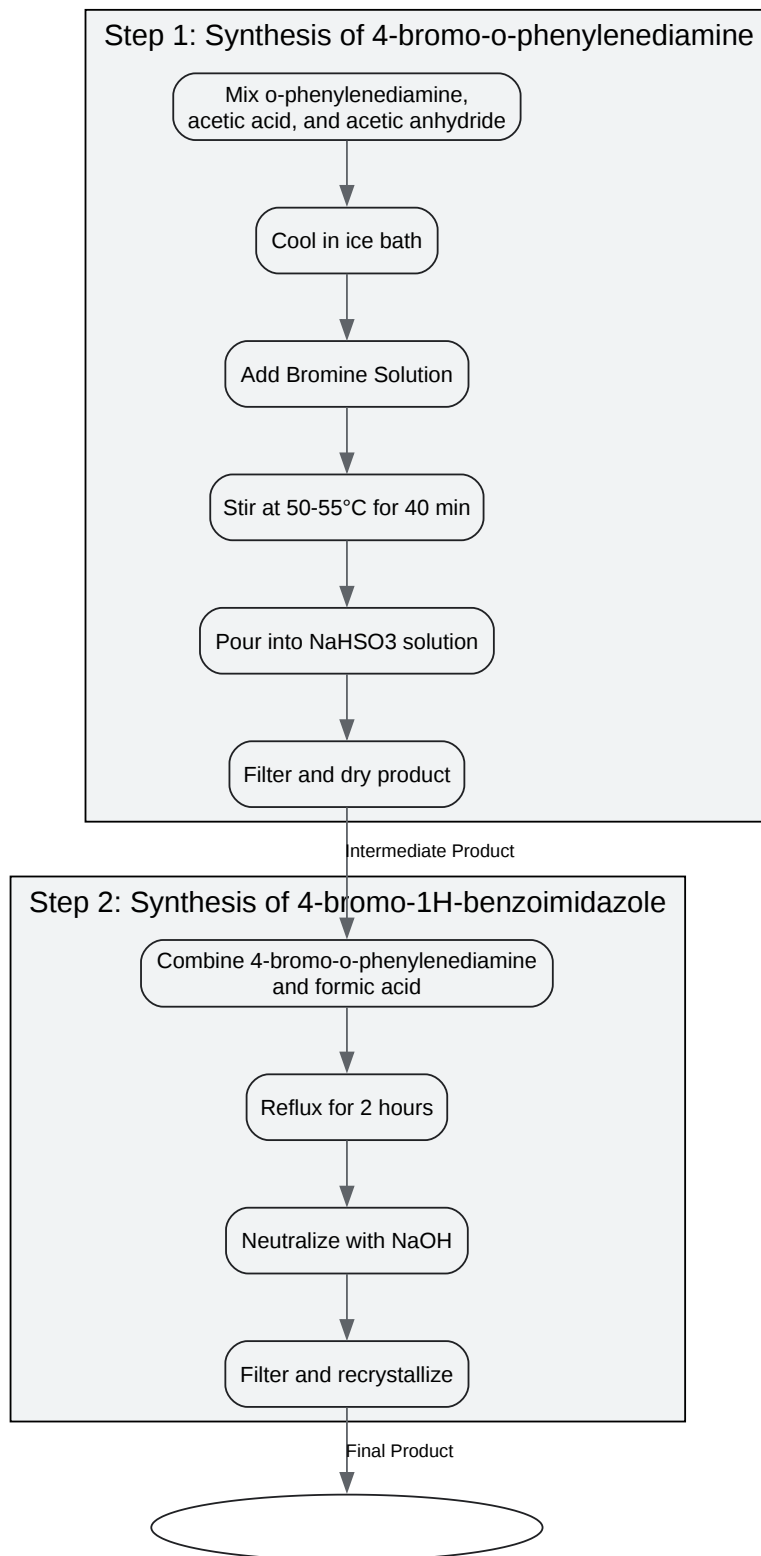 Step 1: Synthesis of 4-bromo-o-phenylenediamine
Mix o-phenylenediamine,
acetic acid, and acetic anhydride
Cool in ice bath
Add Bromine Solution
Stir at 50-55°C for 40 min
Pour into NaHSO3 solution
Filter and dry product
Intermediate Product
Step 2: Synthesis of 4-bromo-1H-benzoimidazole
Combine 4-bromo-o-phenylenediamine
and formic acid
Reflux for 2 hours
Neutralize with NaOH
Filter and recrystallize
Final Product